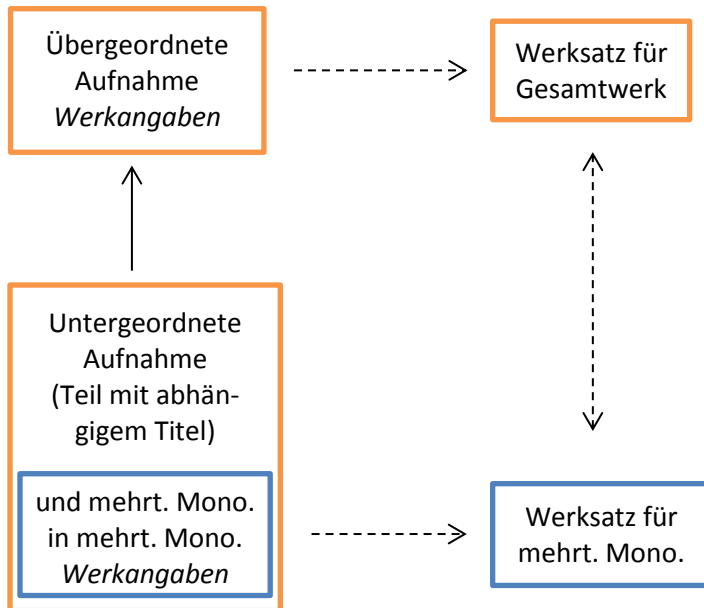 Übergeordnete
Aufnahme
Werkangaben
Werksatz für
Gesamtwerk
Untergeordnete
Aufnahme
(Teil mit abhän-
gigem Titel)
und mehrt. Mono.
in mehrt. Mono.
Werkangaben
Werksatz für
mehrt. Mono.